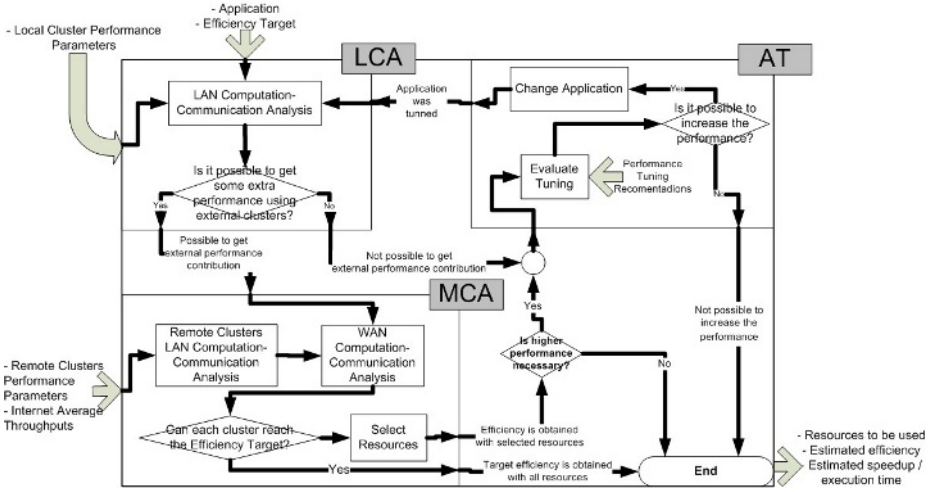 - Application
- Efficiency Target
- Local Cluster Performance
Parameters
LCA
AT
LAN Computation-
Communication Analysis
Application
was
tunned
Change Application
Yes
Is it possible to
increase the
performance?
Is it possible to get
some extra
performance using
external clusters?
Yes
No
Evaluate
Tuning
Performance
Tuning
Recomentadions
No
Possible to get
external performance
contribution
Not possible to get
external performance contribution
MCA
Yes
Not possible to
increase the
performance
Remote Clusters
LAN Computation-
Communication
Analysis
WAN
Computation-
Communication
Analysis
Is higher
performance
necessary?
No
- Remote Clusters
Performance
Parameters
- Internet Average
Throughputs
Can each cluster reach
the Efficiency Target?
Select
Resources
Efficiency is obtained
with selected resources
Yes
Target efficiency is obtained
with all resources
End
- Resources to be used
- Estimated efficiency
Estimated speedup /
execution time